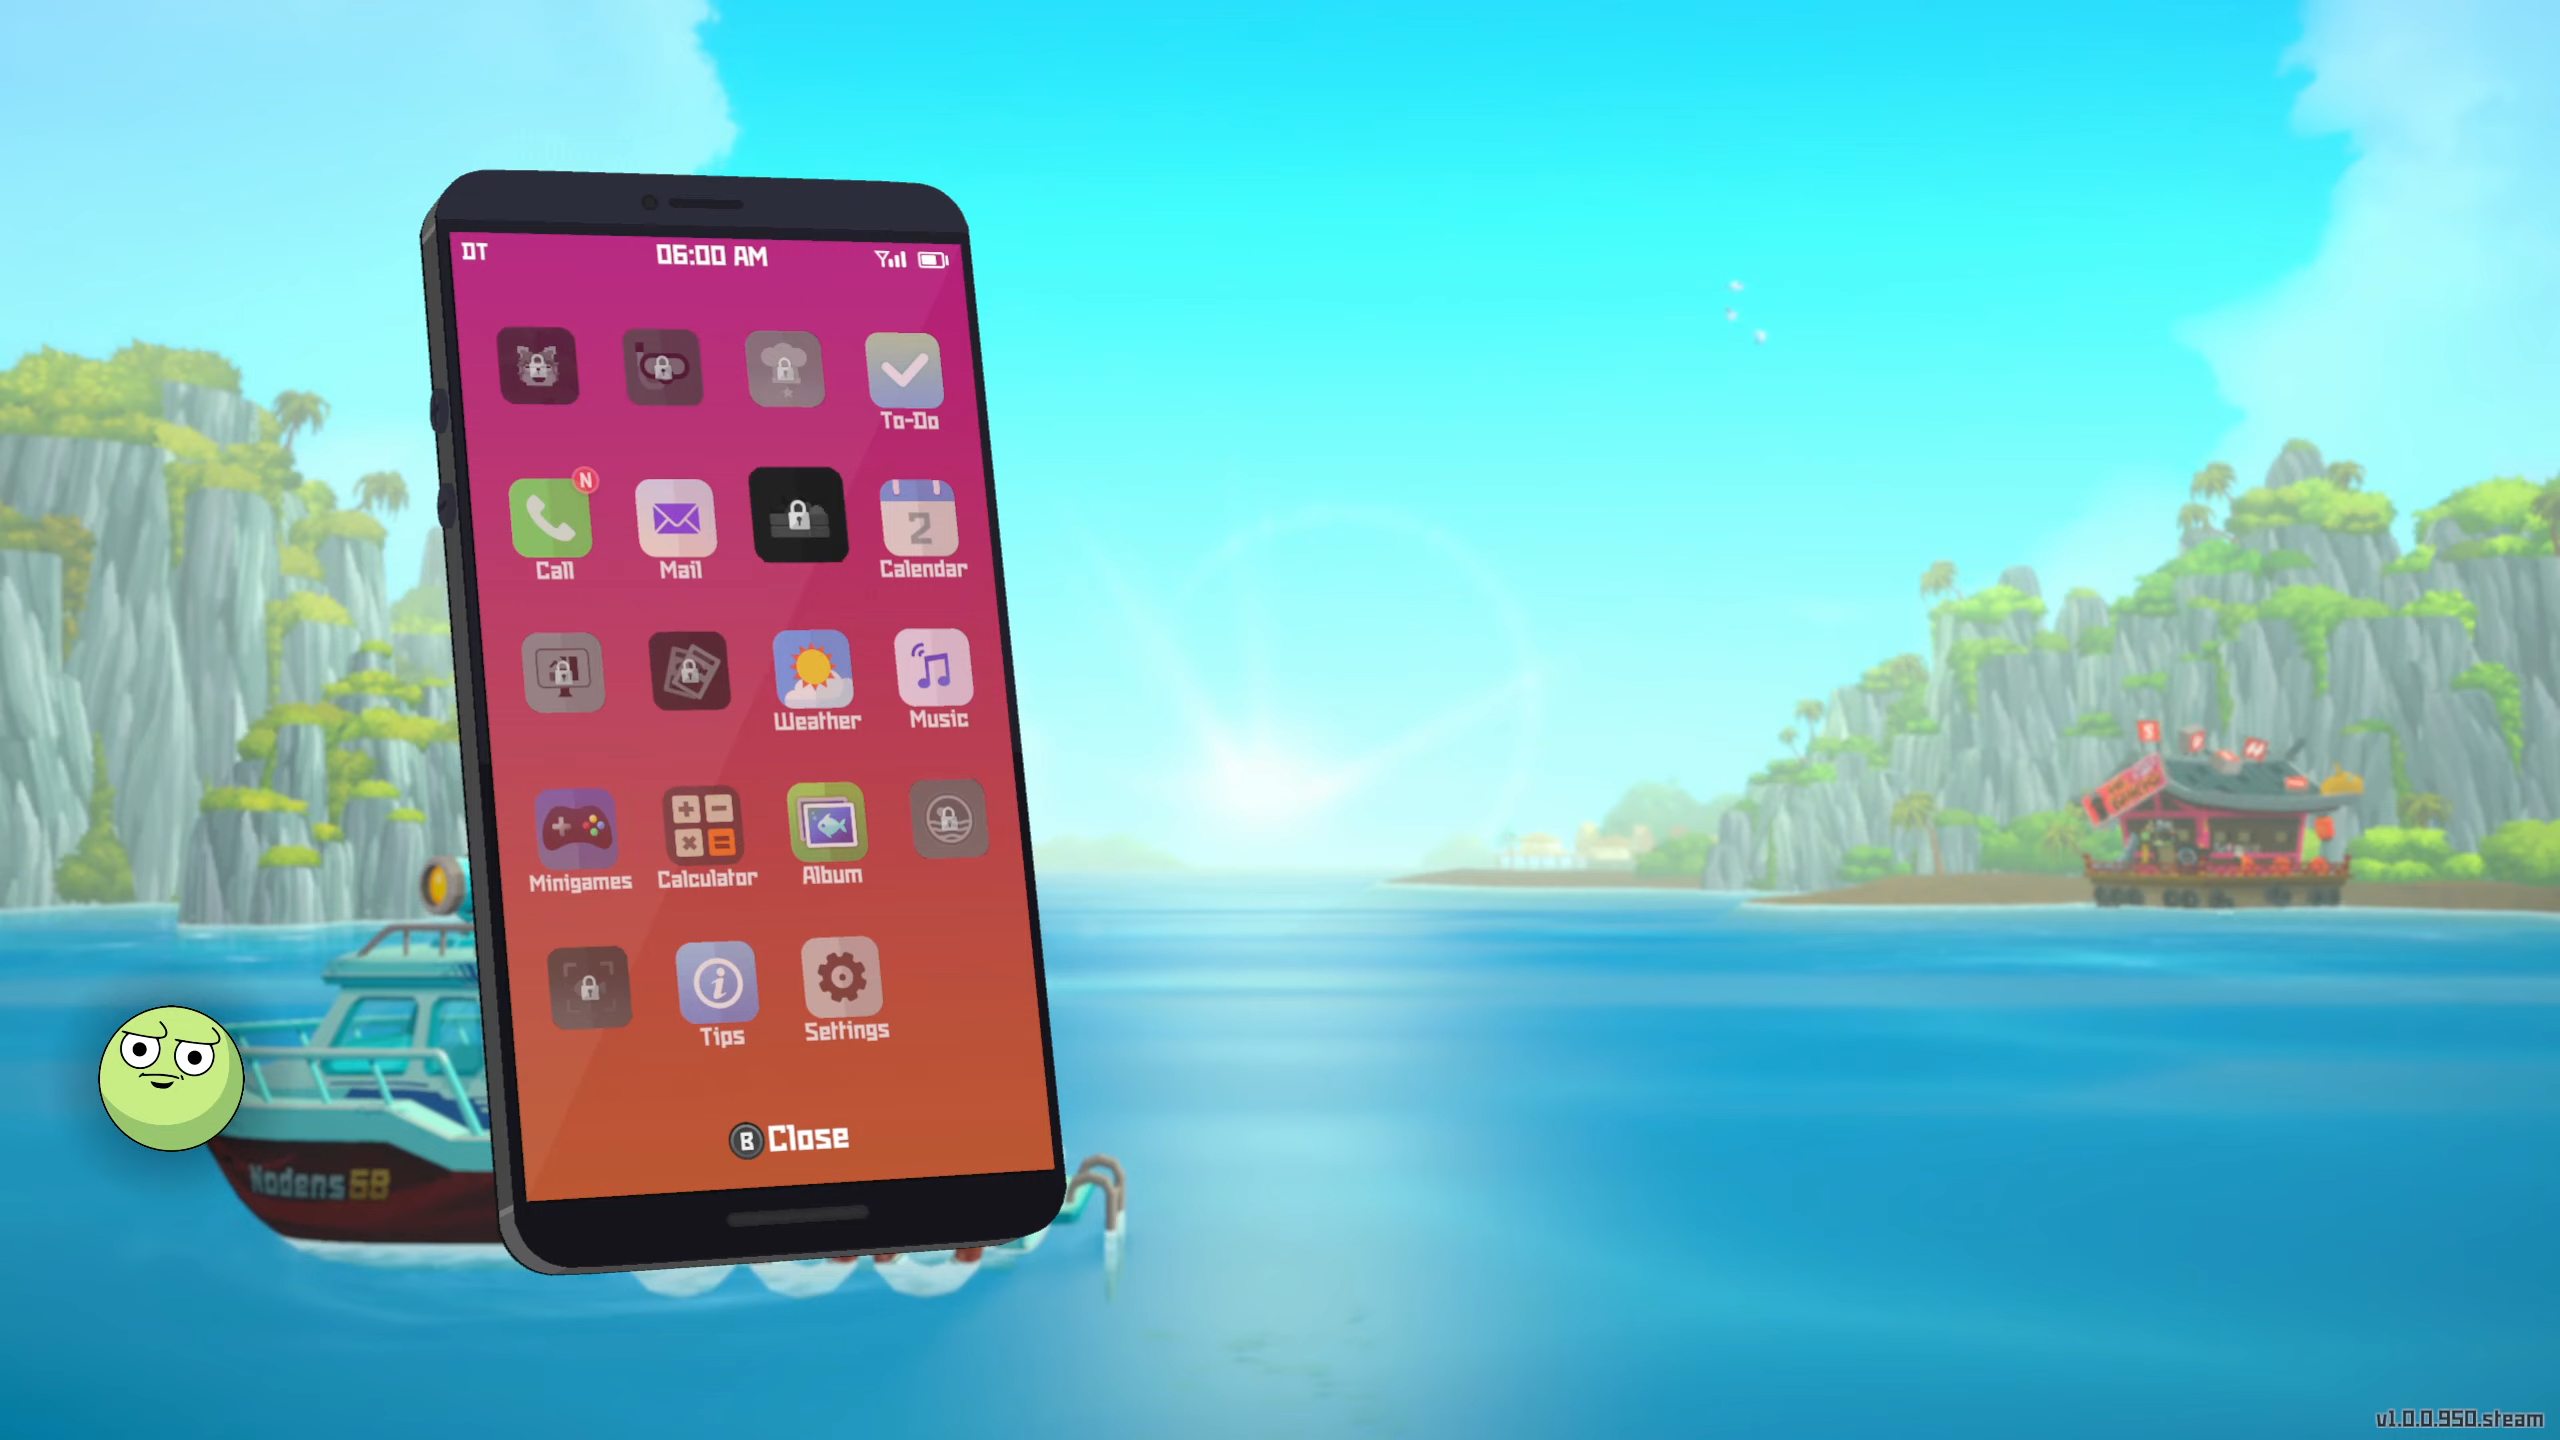 DT 06:00 AM
To-Do
N
Call Mail 2 Calendar
Weather Music
Minigames Calculator Album
i
Tips Settings
B Close
Nodens 68
v1.0.0.950.steam